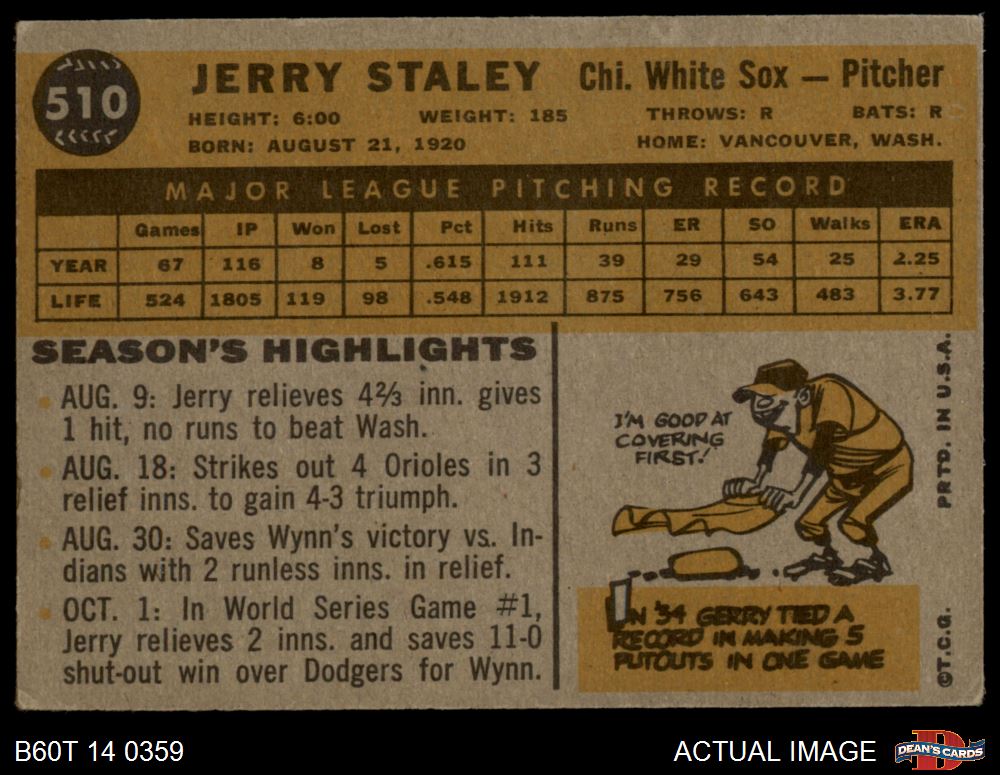 510
JERRY STALEY Chi. White Sox — Pitcher
HEIGHT: 6:00 WEIGHT: 185 THROWS: R BATS: R
BORN: AUGUST 21, 1920 HOME: VANCOUVER, WASH.
MAJOR LEAGUE PITCHING RECORD
Games IP Won Lost Pct Hits Runs ER SO Walks ERA
YEAR 67 116 8 5 .615 111 39 29 54 25 2.25
LIFE 524 1805 119 98 .548 1912 875 756 643 483 3.77
SEASON'S HIGHLIGHTS
AUG. 9: Jerry relieves 4⅔ inn. gives
1 hit, no runs to beat Wash.
AUG. 18: Strikes out 4 Orioles in 3
relief inns. to gain 4-3 triumph.
AUG. 30: Saves Wynn's victory vs. In-
dians with 2 runless inns. in relief.
OCT. 1: In World Series Game #1,
Jerry relieves 2 inns. and saves 11-0
shut-out win over Dodgers for Wynn.
I'M GOOD AT
COVERING
FIRST!
IN '54 GERRY TIED A
RECORD IN MAKING 5
PUTOUTS IN ONE GAME
©T.C.G. PRTD. IN U.S.A.
B60T 14 0359 ACTUAL IMAGE
D
DEAN'S CARDS